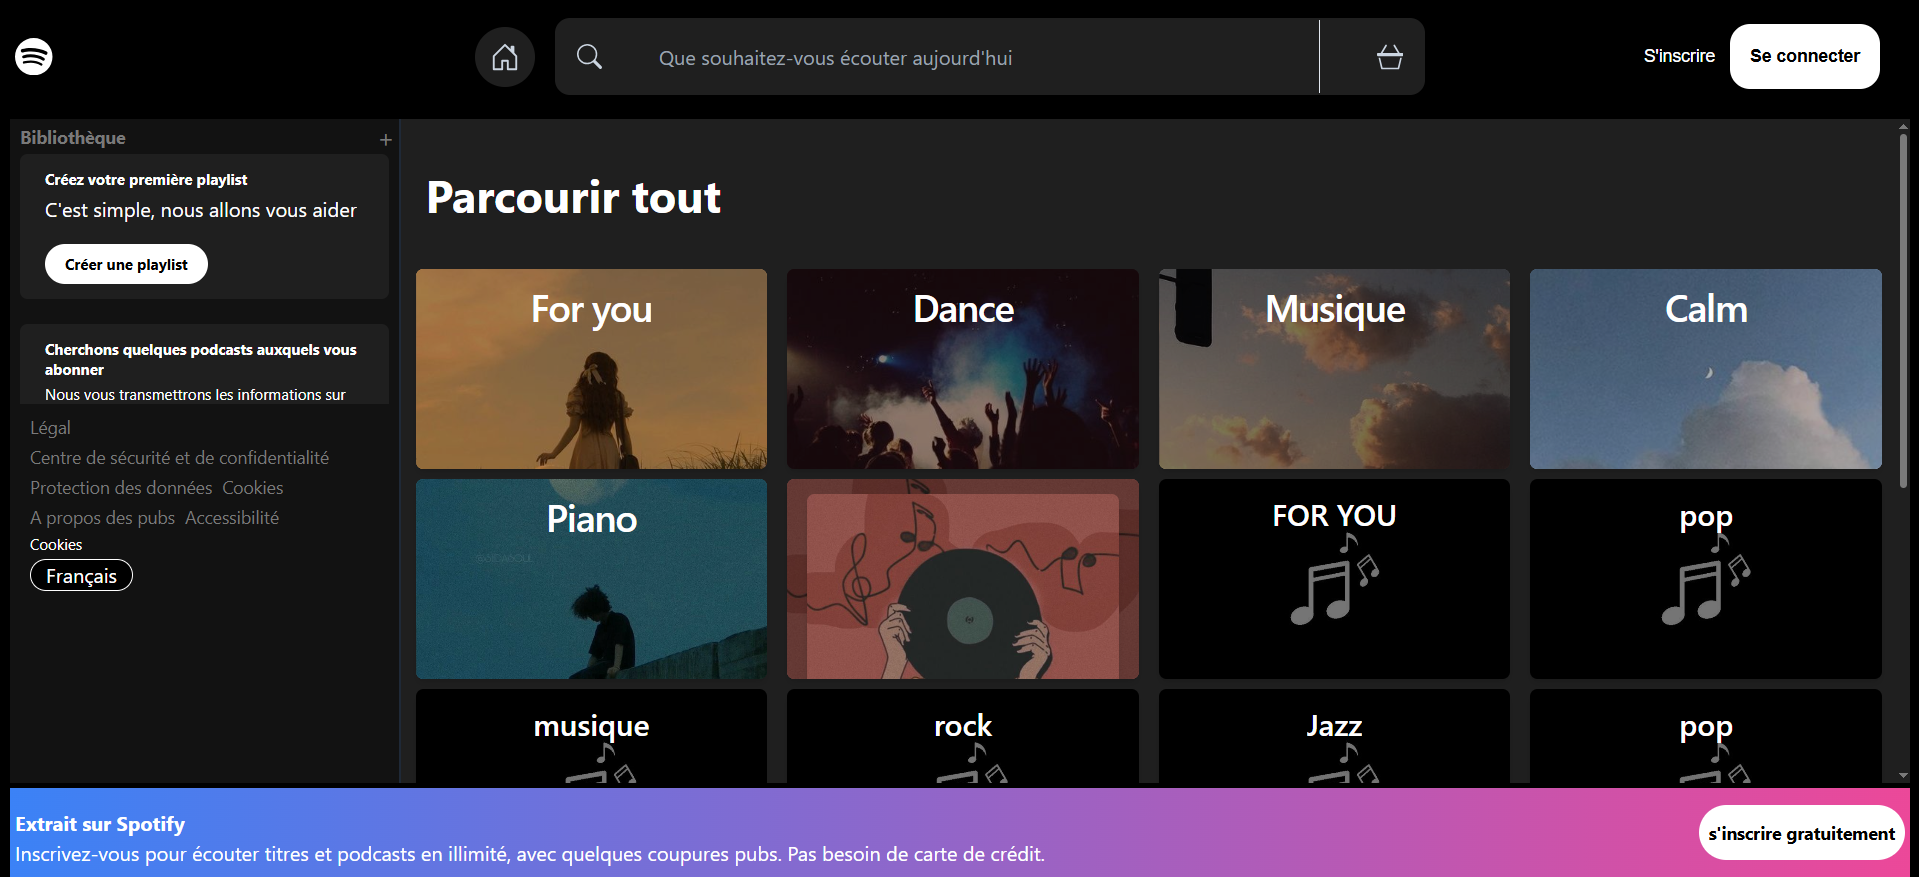 Que souhaitez-vous écouter aujourd'hui
S'inscrire
Se connecter
Bibliothèque
+
Créez votre première playlist
C'est simple, nous allons vous aider
Créer une playlist
Cherchons quelques podcasts auxquels vous
abonner
Nous vous transmettrons les informations sur
Légal
Centre de sécurité et de confidentialité
Protection des données Cookies
A propos des pubs Accessibilité
Cookies
Français
Parcourir tout
For you
Dance
Musique
Calm
Piano
FOR YOU
pop
musique
rock
Jazz
pop
Extrait sur Spotify
Inscrivez-vous pour écouter titres et podcasts en illimité, avec quelques coupures pubs. Pas besoin de carte de crédit.
s'inscrire gratuitement